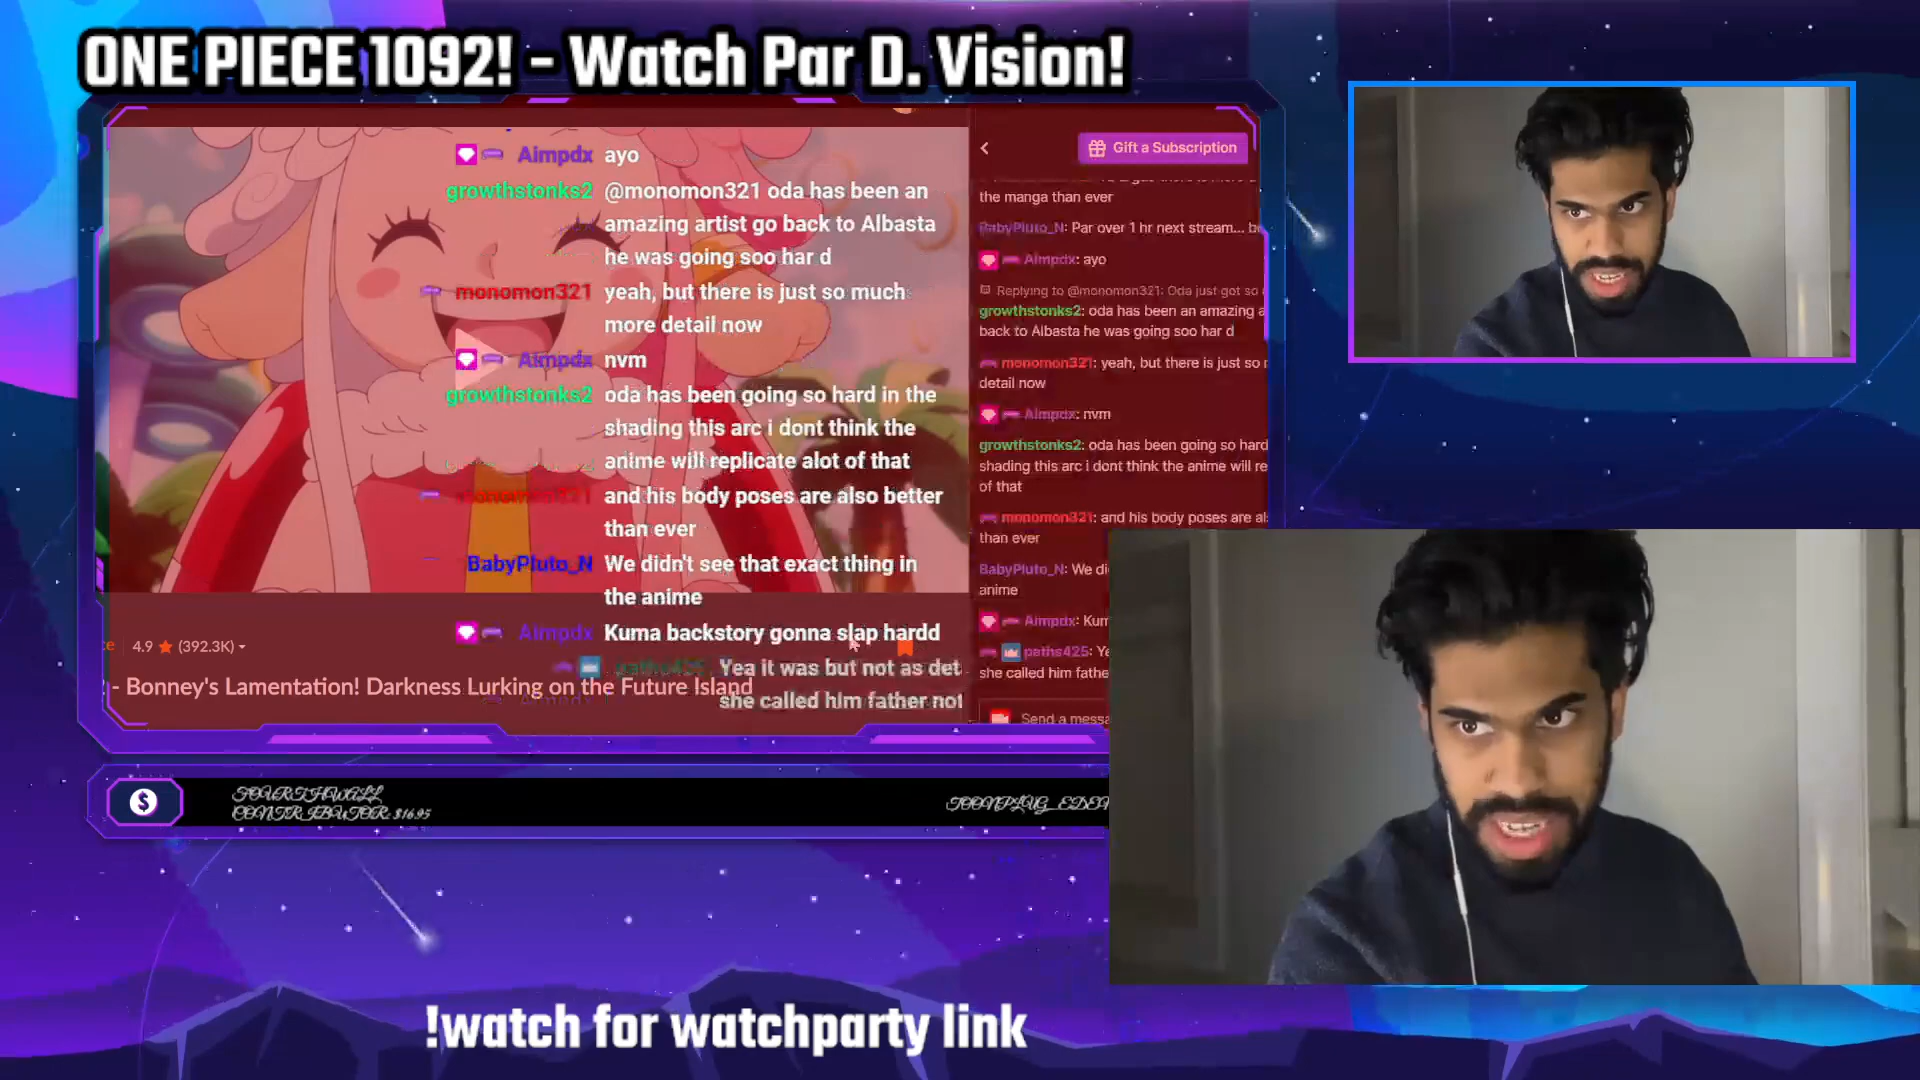 ONE PIECE 1092! - Watch Par D. Vision!
Aimpdx ayo
growthstonks2 @monomon321 oda has been an
amazing artist go back to Albasta
he was going soo har d
monomon321 yeah, but there is just so much
more detail now
Aimpdx nvm
growthstonks2 oda has been going so hard in the
shading this arc i dont think the
anime will replicate alot of that
monomon321 and his body poses are also better
than ever
BabyPluto_N We didn't see that exact thing in
the anime
Aimpdx Kuma backstory gonna slap hardd
paths425 Yea it was but not as det
she called him father not
4.9 (392.3K)
- Bonney's Lamentation! Darkness Lurking on the Future Island
Gift a Subscription
the manga than ever
BabyPluto_N: Par over 1 hr next stream...
Aimpdx: ayo
Replying to @monomon321: Oda just got so
growthstonks2: oda has been an amazing a
back to Albasta he was going soo har d
monomon321: yeah, but there is just so
detail now
Aimpdx: nvm
growthstonks2: oda has been going so hard
shading this arc i dont think the anime will re
of that
monomon321: and his body poses are al
than ever
BabyPluto_N: We di
anime
Aimpdx: Kum
paths425: Ye
she called him fathe
Send a messa
$
FOURTHWALL
CONTRIBUTOR: $16.95
TOONPLUG_EDEN
!watch for watchparty link